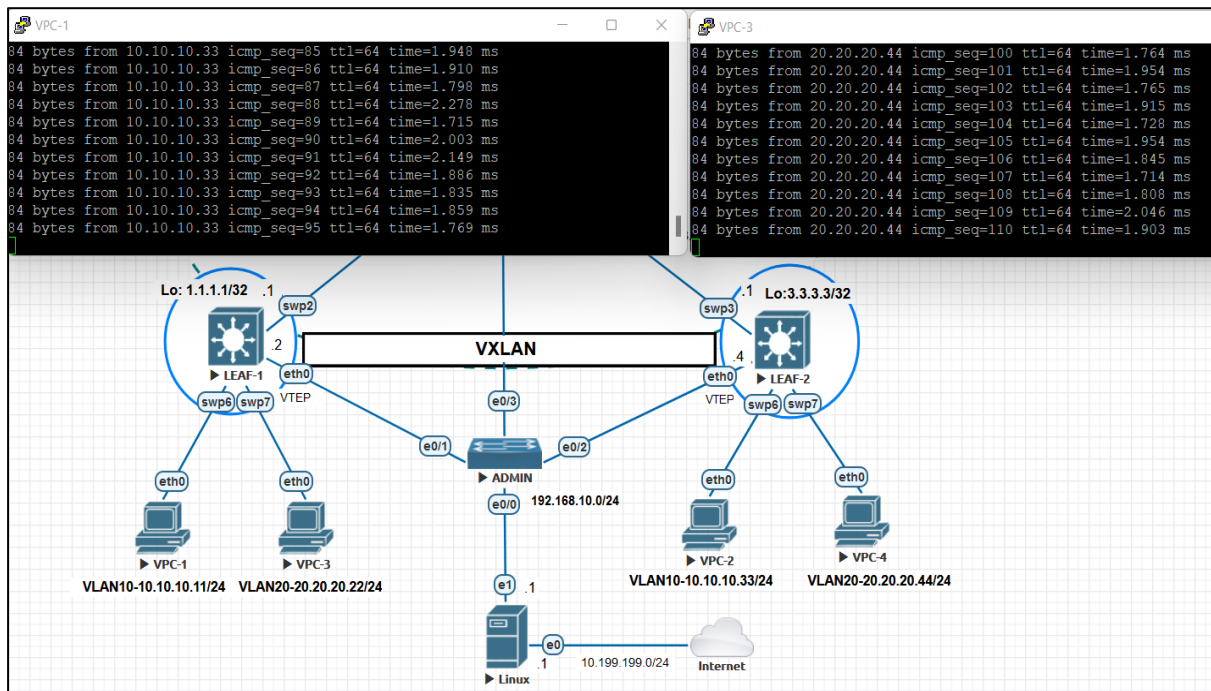 VPC-1
84 bytes from 10.10.10.33 icmp_seq=85 ttl=64 time=1.948 ms
84 bytes from 10.10.10.33 icmp_seq=86 ttl=64 time=1.910 ms
84 bytes from 10.10.10.33 icmp_seq=87 ttl=64 time=1.798 ms
84 bytes from 10.10.10.33 icmp_seq=88 ttl=64 time=2.278 ms
84 bytes from 10.10.10.33 icmp_seq=89 ttl=64 time=1.715 ms
84 bytes from 10.10.10.33 icmp_seq=90 ttl=64 time=2.003 ms
84 bytes from 10.10.10.33 icmp_seq=91 ttl=64 time=2.149 ms
84 bytes from 10.10.10.33 icmp_seq=92 ttl=64 time=1.886 ms
84 bytes from 10.10.10.33 icmp_seq=93 ttl=64 time=1.835 ms
84 bytes from 10.10.10.33 icmp_seq=94 ttl=64 time=1.859 ms
84 bytes from 10.10.10.33 icmp_seq=95 ttl=64 time=1.769 ms
VPC-3
84 bytes from 20.20.20.44 icmp_seq=100 ttl=64 time=1.764 ms
84 bytes from 20.20.20.44 icmp_seq=101 ttl=64 time=1.954 ms
84 bytes from 20.20.20.44 icmp_seq=102 ttl=64 time=1.765 ms
84 bytes from 20.20.20.44 icmp_seq=103 ttl=64 time=1.915 ms
84 bytes from 20.20.20.44 icmp_seq=104 ttl=64 time=1.728 ms
84 bytes from 20.20.20.44 icmp_seq=105 ttl=64 time=1.954 ms
84 bytes from 20.20.20.44 icmp_seq=106 ttl=64 time=1.845 ms
84 bytes from 20.20.20.44 icmp_seq=107 ttl=64 time=1.714 ms
84 bytes from 20.20.20.44 icmp_seq=108 ttl=64 time=1.808 ms
84 bytes from 20.20.20.44 icmp_seq=109 ttl=64 time=2.046 ms
84 bytes from 20.20.20.44 icmp_seq=110 ttl=64 time=1.903 ms
Lo: 1.1.1.1/32 .1
.1 Lo:3.3.3.3/32
swp2
swp3
.2
VXLAN
.4
LEAF-1
eth0
eth0
LEAF-2
swp6 swp7
VTEP
e0/3
VTEP
swp6 swp7
e0/1
e0/2
ADMIN
eth0
eth0
e0/0
192.168.10.0/24
eth0
eth0
VPC-1
VPC-3
VPC-2
VPC-4
VLAN10-10.10.10.11/24
VLAN20-20.20.20.22/24
VLAN10-10.10.10.33/24
VLAN20-20.20.20.44/24
e1 .1
e0
.1
10.199.199.0/24
Internet
Linux